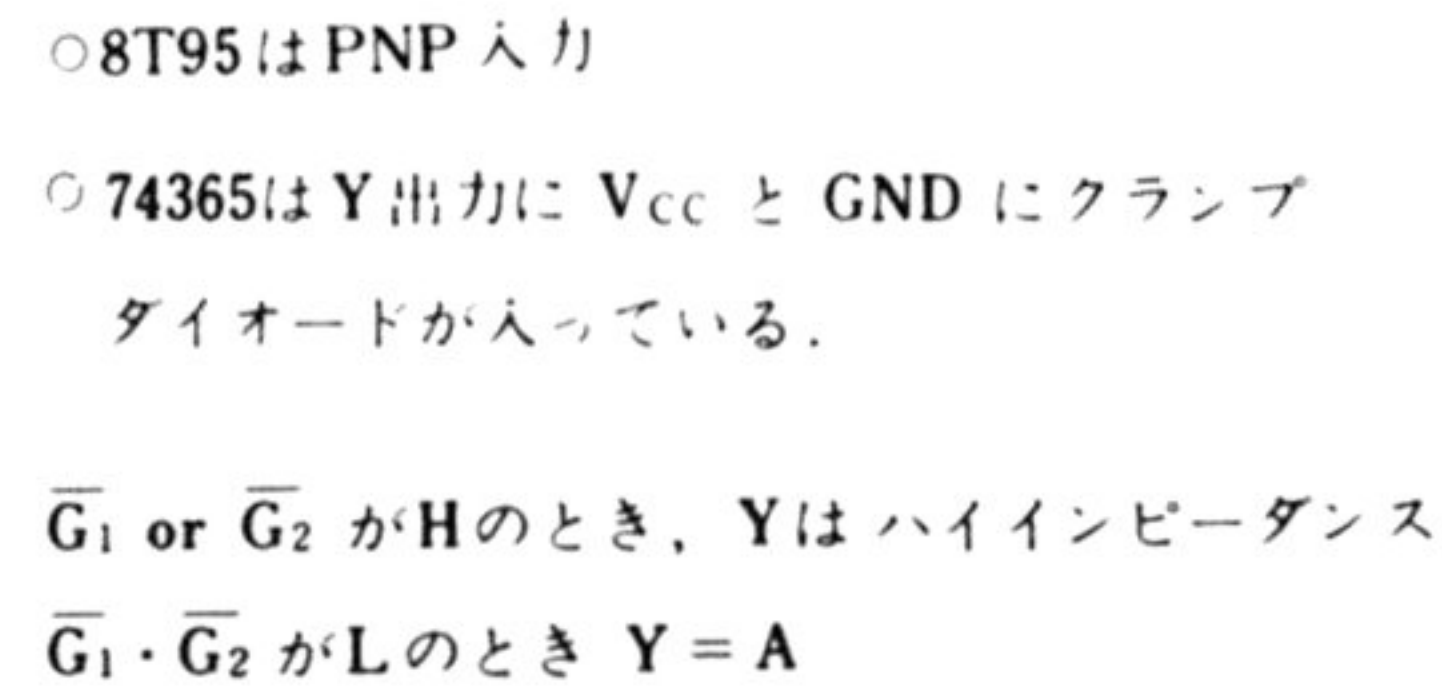 ○8T95はPNP入力
○74365はY出力にVCCとGNDにクランプ
ダイオードが入っている.
G̅1 or G̅2 がHのとき, Yはハイインピーダンス
G̅1・G̅2 がLのとき Y=A